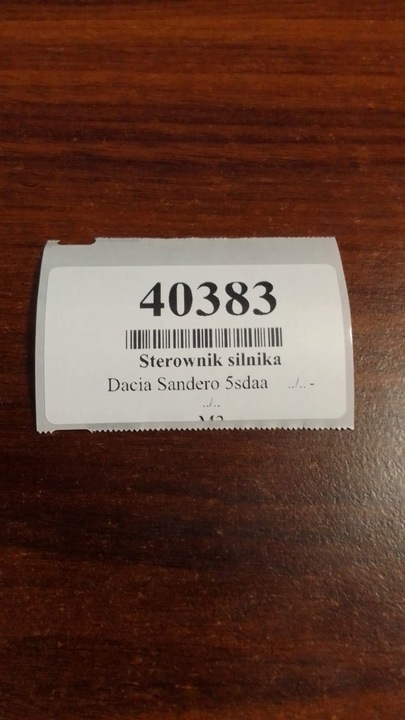 40383
Sterownik silnika
Dacia Sandero 5sdaa ../.. -
../..